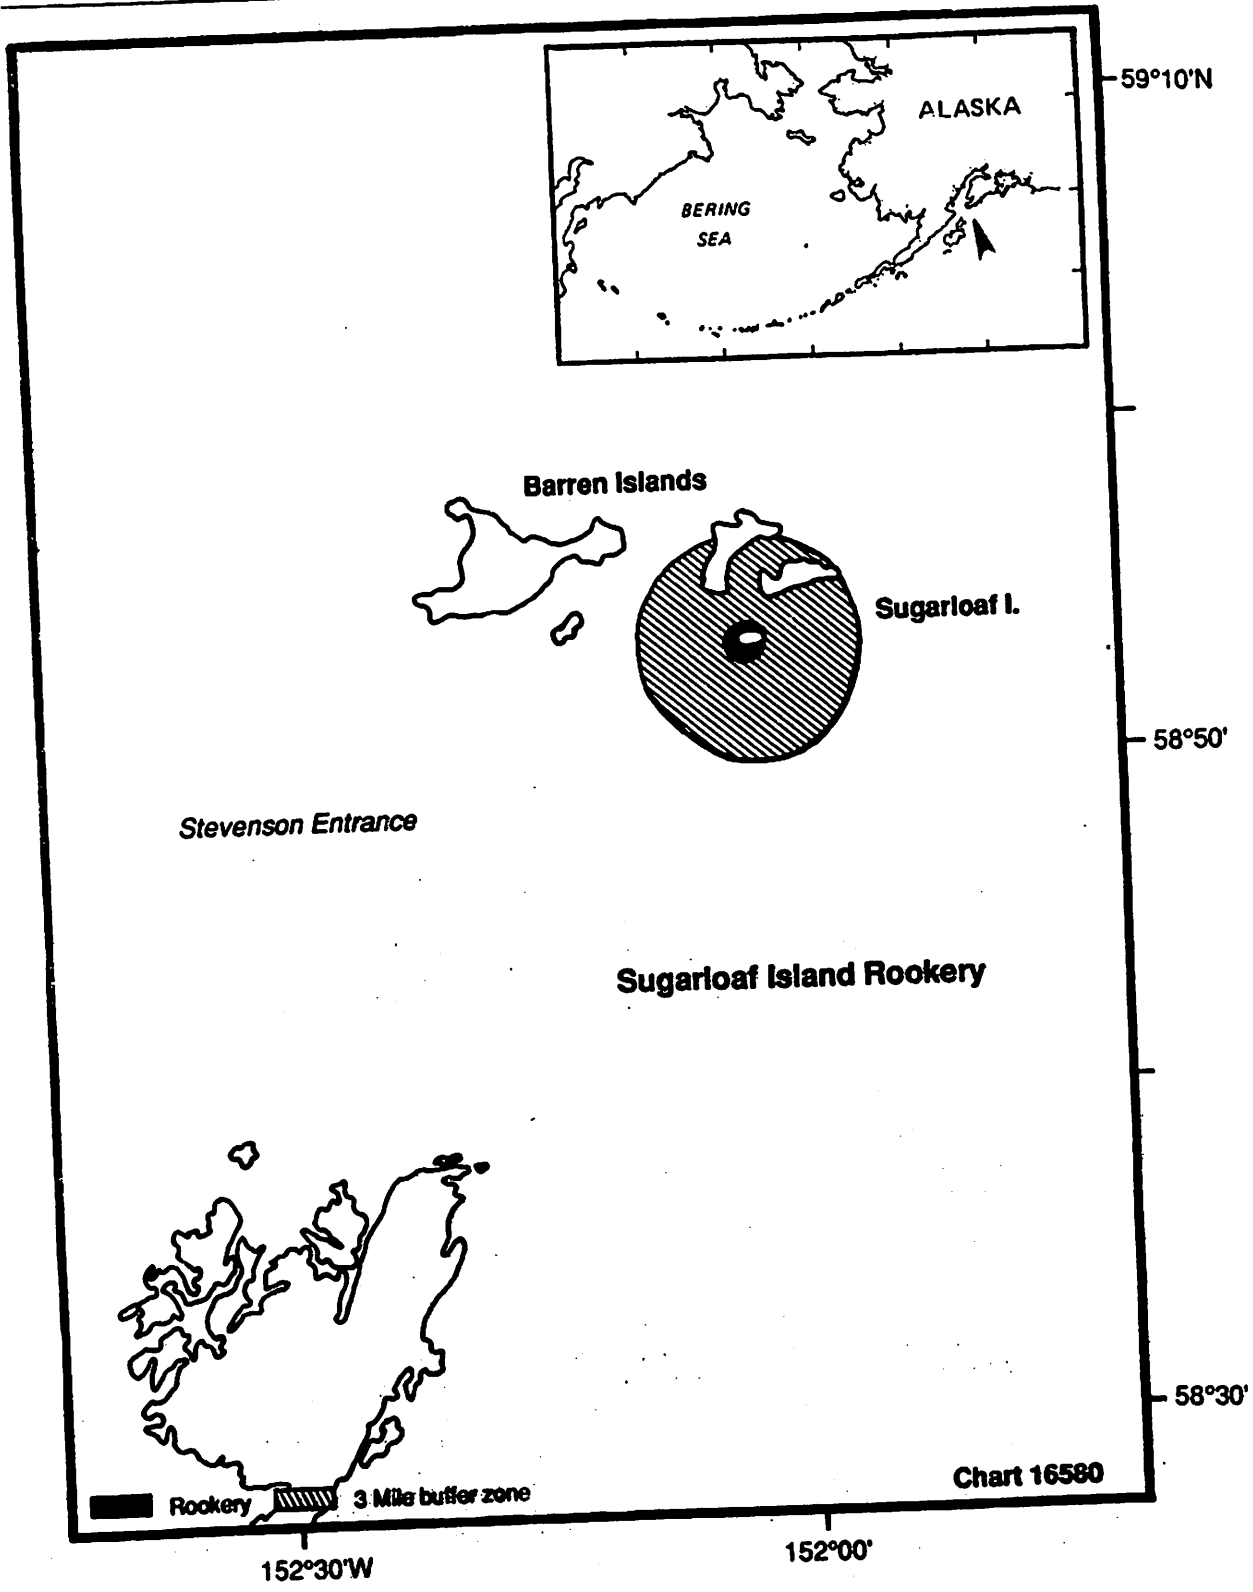 59°10'N
ALASKA
BERING
SEA
Barren Islands
Sugarloaf I.
58°50'
Stevenson Entrance
Sugarloaf Island Rookery
58°30'
Chart 16580
Rookery
3 Mile buffer zone
152°30'W
152°00'